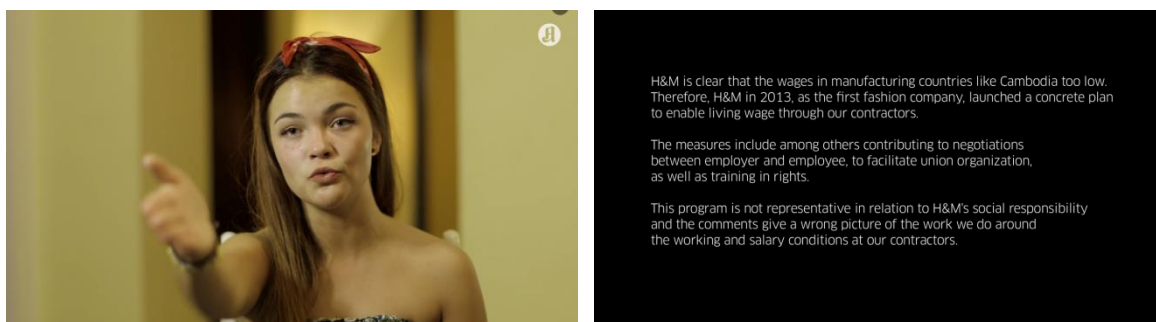 H&M is clear that the wages in manufacturing countries like Cambodia too low.
Therefore, H&M in 2013, as the first fashion company, launched a concrete plan
to enable living wage through our contractors.
The measures include among others contributing to negotiations
between employer and employee, to facilitate union organization,
as well as training in rights.
This program is not representative in relation to H&M's social responsibility
and the comments give a wrong picture of the work we do around
the working and salary conditions at our contractors.